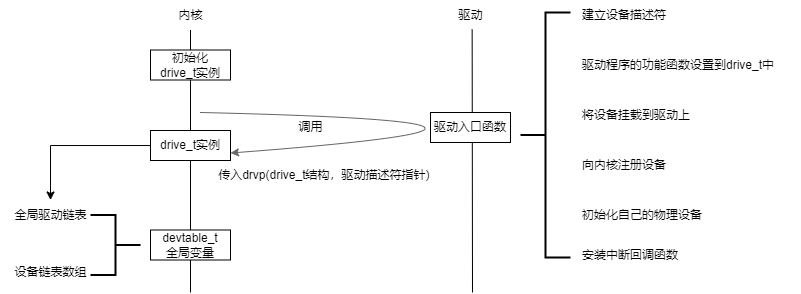 内核
驱动
初始化
drive_t实例
调用
驱动入口函数
drive_t实例
传入drvp(drive_t结构，驱动描述符指针)
全局驱动链表
设备链表数组
devtable_t
全局变量
建立设备描述符
驱动程序的功能函数设置到drive_t中
将设备挂载到驱动上
向内核注册设备
初始化自己的物理设备
安装中断回调函数